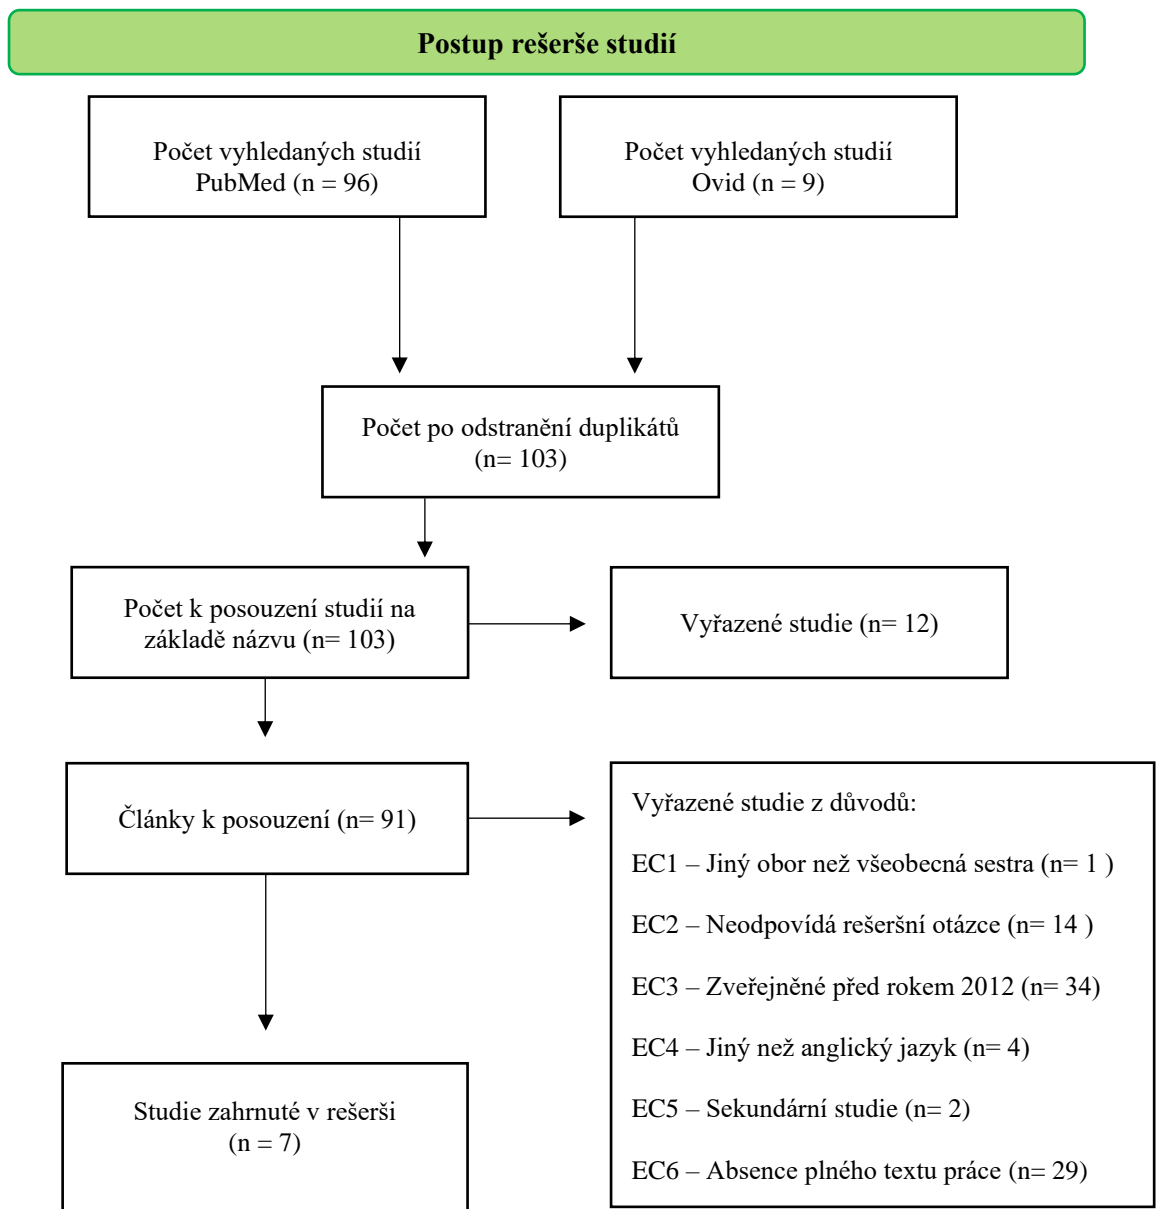 Postup rešerše studií
Počet vyhledaných studií
PubMed (n = 96)
Počet vyhledaných studií
Ovid (n = 9)
Počet po odstranění duplikátů
(n= 103)
Počet k posouzení studií na
základě názvu (n= 103)
Vyřazené studie (n= 12)
Články k posouzení (n= 91)
Vyřazené studie z důvodů:
EC1 – Jiný obor než všeobecná sestra (n= 1 )
EC2 – Neodpovídá rešeršní otázce (n= 14 )
EC3 – Zveřejněné před rokem 2012 (n= 34)
EC4 – Jiný než anglický jazyk (n= 4)
EC5 – Sekundární studie (n= 2)
EC6 – Absence plného textu práce (n= 29)
Studie zahrnuté v rešerši
(n = 7)